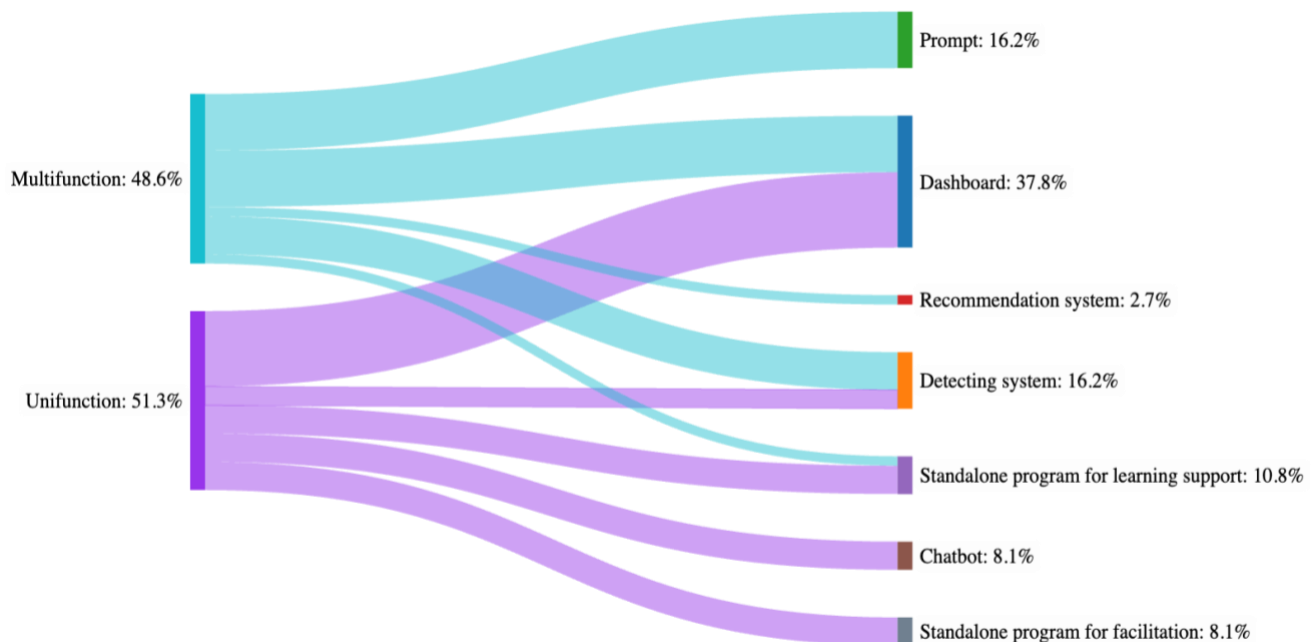 Multifunction: 48.6%
Unifunction: 51.3%
Prompt: 16.2%
Dashboard: 37.8%
Recommendation system: 2.7%
Detecting system: 16.2%
Standalone program for learning support: 10.8%
Chatbot: 8.1%
Standalone program for facilitation: 8.1%